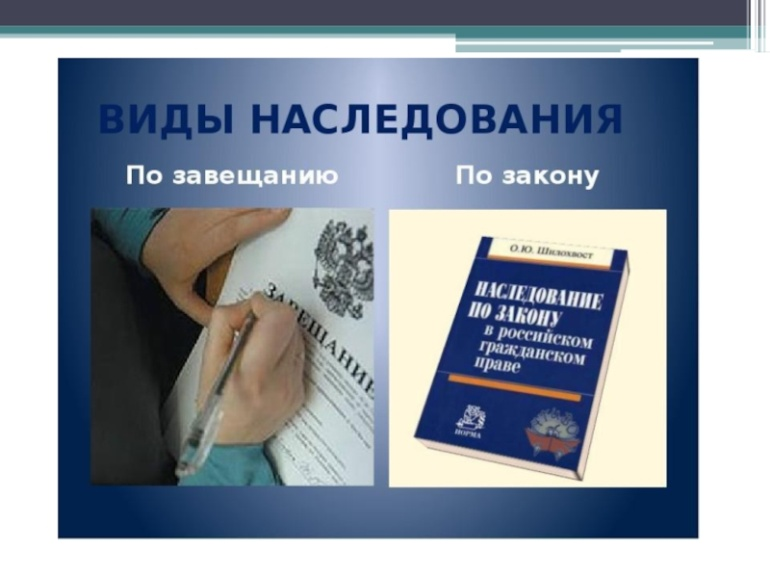 ВИДЫ НАСЛЕДОВАНИЯ
По завещанию
По закону
ЗАВЕЩАНИЕ
О.Ю. Шилохвост
НАСЛЕДОВАНИЕ
ПО ЗАКОНУ
в российском
гражданском
праве
НОРМА